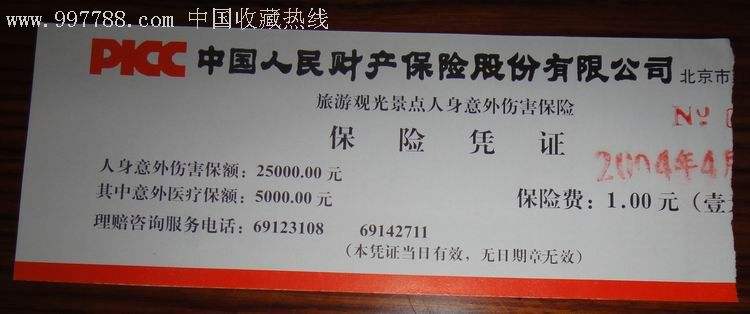 www.997788.com 中国收藏热线
PICC 中国人民财产保险股份有限公司 北京市
旅游观光景点人身意外伤害保险
№
保险凭证
2004年4月
人身意外伤害保额：25000.00 元
其中意外医疗保额：5000.00 元
保险费：1.00 元（壹
理赔咨询服务电话：69123108 69142711
（本凭证当日有效，无日期章无效）